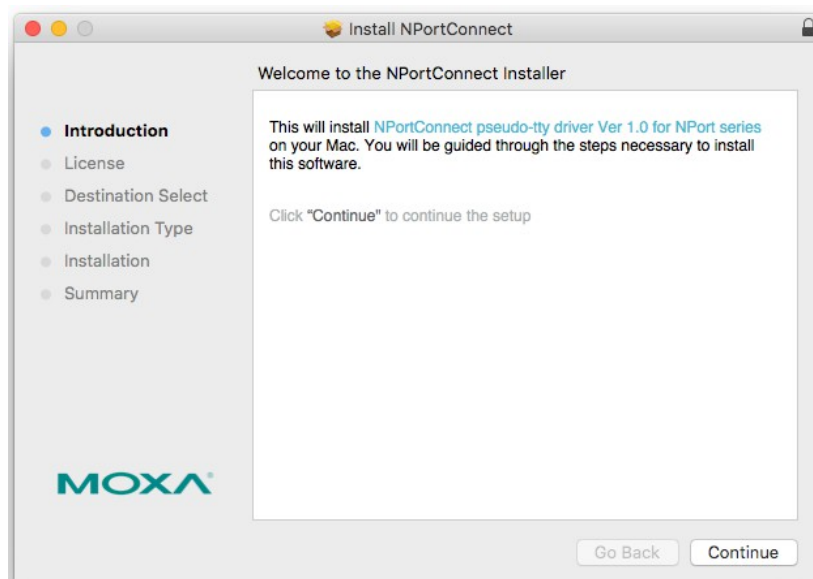 Install NPortConnect
Welcome to the NPortConnect Installer
Introduction
License
Destination Select
Installation Type
Installation
Summary
This will install NPortConnect pseudo-tty driver Ver 1.0 for NPort series
on your Mac. You will be guided through the steps necessary to install
this software.
Click "Continue" to continue the setup
MOXA®
Go Back
Continue